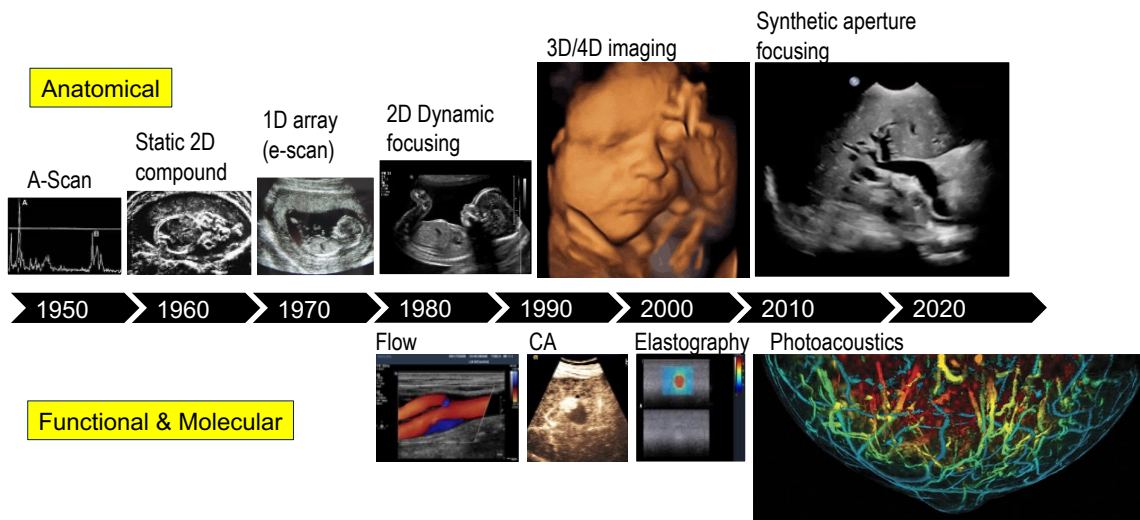 Synthetic aperture
focusing
3D/4D imaging
Anatomical
1D array
(e-scan)
2D Dynamic
focusing
Static 2D
compound
A-Scan
A
B
1950
1960
1970
1980
1990
2000
2010
2020
Flow
CA
Elastography
Photoacoustics
Functional & Molecular